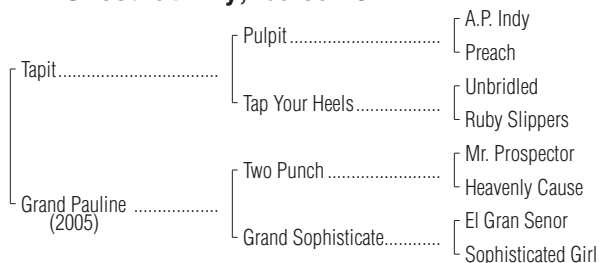 A.P. Indy
Pulpit................................
Preach
Tapit..................................
Unbridled
Tap Your Heels..................
Ruby Slippers
Mr. Prospector
Two Punch ........................
Heavenly Cause
Grand Pauline ..................
(2005)
El Gran Senor
Grand Sophisticate............
Sophisticated Girl